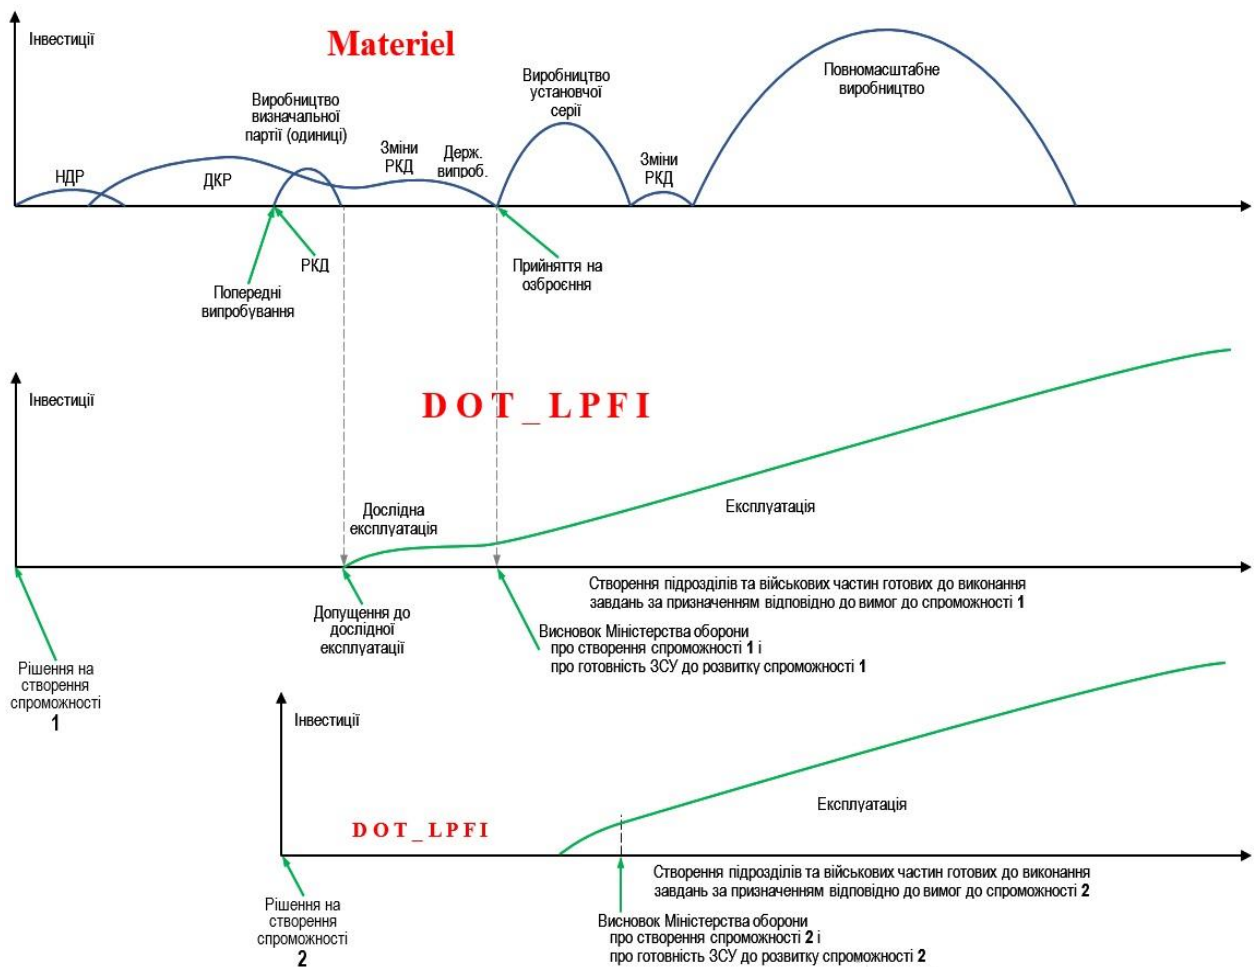 Інвестиції
Materiel
Виробництво
визначальної
партії (одиниці)
Виробництво
установчої
серії
Повномасштабне
виробництво
НДР
ДКР
Зміни
РКД
Держ.
випроб.
Зміни
РКД
Попередні
випробування
РКД
Прийняття на
озброєння
Інвестиції
D O T _ L P F I
Дослідна
експлуатація
Експлуатація
Рішення на
створення
спроможності
1
Допущення до
дослідної
експлуатації
Створення підрозділів та військових частин готових до виконання
завдань за призначенням відповідно до вимог до спроможності 1
Висновок Міністерства оборони
про створення спроможності 1 і
про готовність ЗСУ до розвитку спроможності 1
Інвестиції
D O T _ L P F I
Експлуатація
Рішення на
створення
спроможності
2
Створення підрозділів та військових частин готових до виконання
завдань за призначенням відповідно до вимог до спроможності 2
Висновок Міністерства оборони
про створення спроможності 2 і
про готовність ЗСУ до розвитку спроможності 2